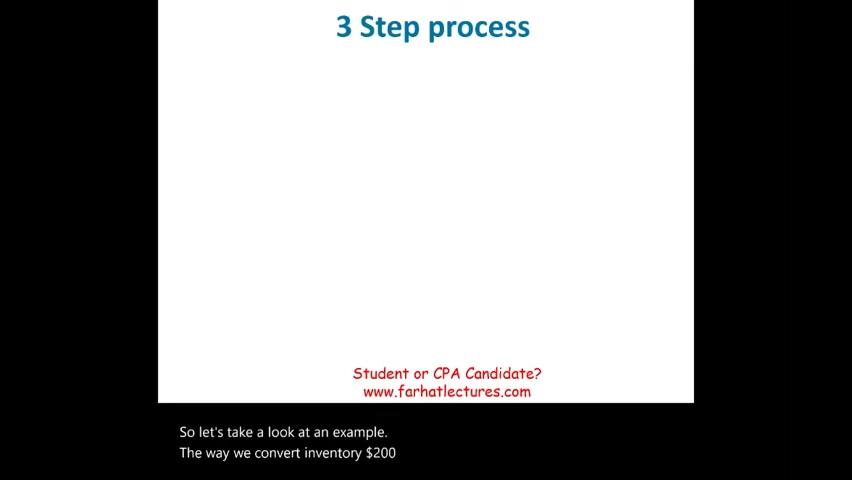 3 Step process
Student or CPA Candidate?
www.farhatlectures.com
So let's take a look at an example.
The way we convert inventory $200